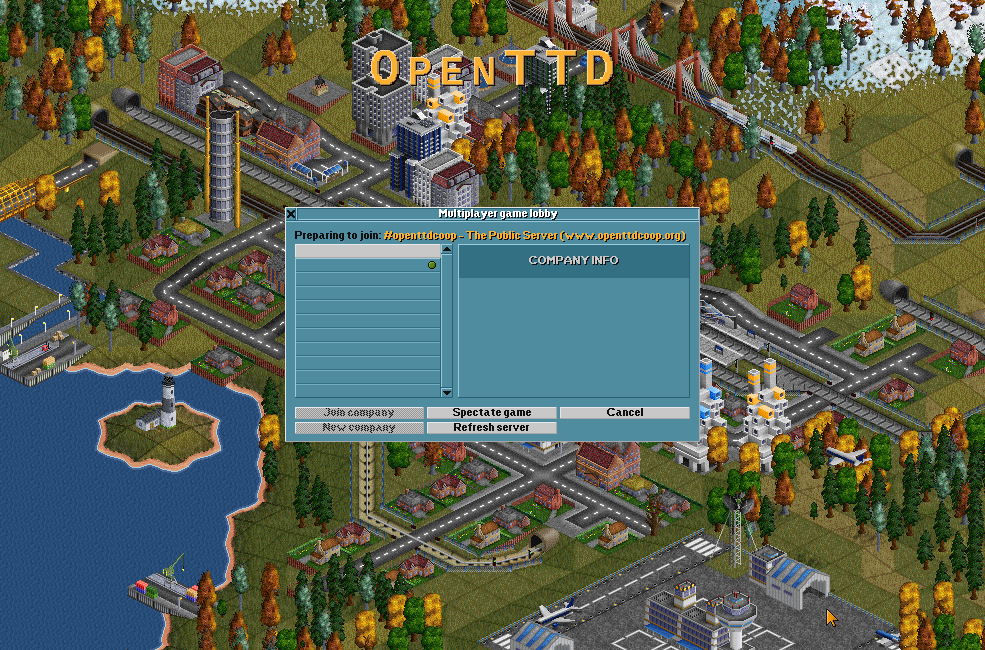 OPENTTD
Multiplayer game lobby
Preparing to join: #openttdcoop - The Public Server (www.openttdcoop.org)
COMPANY INFO
Join company
Spectate game
Cancel
New company
Refresh server